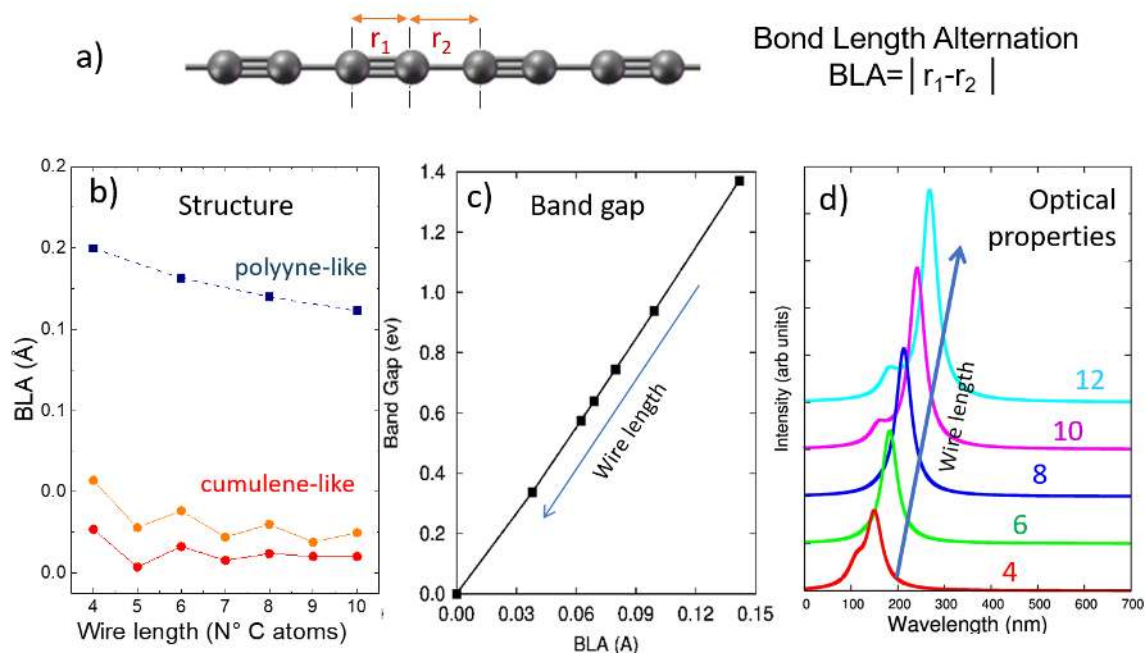 a)
r₁
r₂
Bond Length Alternation
BLA=|r₁-r₂|
b)
Structure
polyyne-like
cumulene-like
BLA (Å)
0.2
0.2
0.1
0.1
0.0
0.0
4 5 6 7 8 9 10
Wire length (N° C atoms)
c)
Band gap
Wire length
Band Gap (ev)
1.4
1.2
1.0
0.8
0.6
0.4
0.2
0.0
0.00 0.03 0.06 0.09 0.12 0.15
BLA (A)
d)
Optical
properties
Wire length
12
10
8
6
4
Intensity (arb units)
0 100 200 300 400 500 600 700
Wavelength (nm)